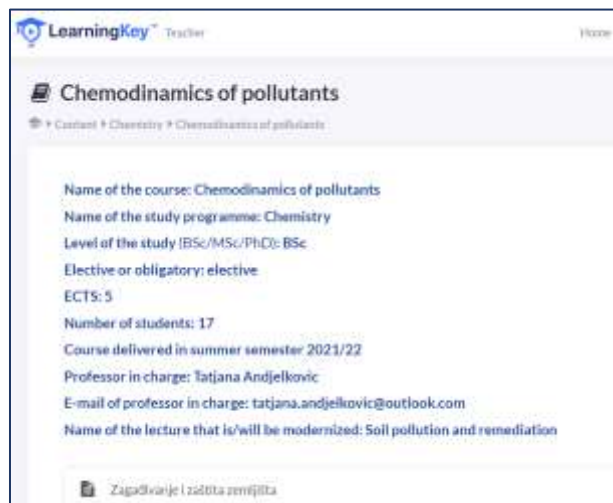 LearningKey™ Teacher
Home
Chemodinamics of pollutants
Content Chemistry Chemodinamics of pollutants
Name of the course: Chemodinamics of pollutants
Name of the study programme: Chemistry
Level of the study (BSc/MSc/PhD): BSc
Elective or obligatory: elective
ECTS: 5
Number of students: 17
Course delivered in summer semester 2021/22
Professor in charge: Tatjana Andjelkovic
E-mail of professor in charge: tatjana.andjelkovic@outlook.com
Name of the lecture that is/will be modernized: Soil pollution and remediation
Zagađivanje i zaštita zemljišta